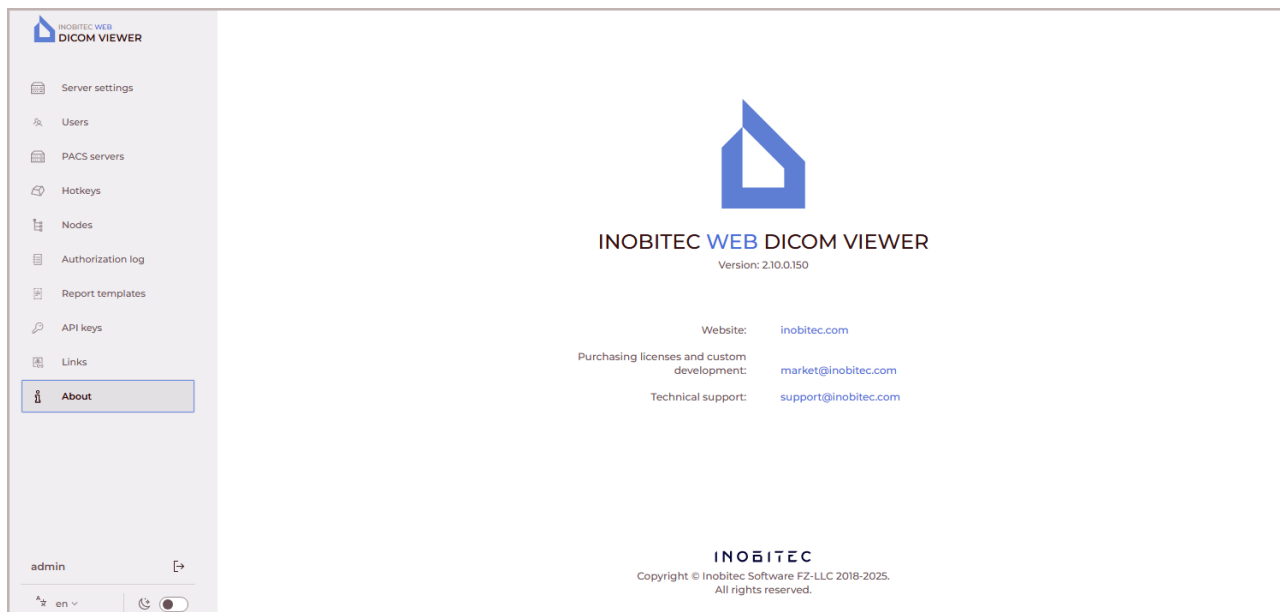 INOBITEC WEB
DICOM VIEWER
Server settings
Users
PACS servers
Hotkeys
Nodes
Authorization log
Report templates
API keys
Links
About
admin
en
INOBITEC WEB DICOM VIEWER
Version: 2.10.0.150
Website: inobitec.com
Purchasing licenses and custom
development: market@inobitec.com
Technical support: support@inobitec.com
INOBITEC
Copyright © Inobitec Software FZ-LLC 2018-2025.
All rights reserved.